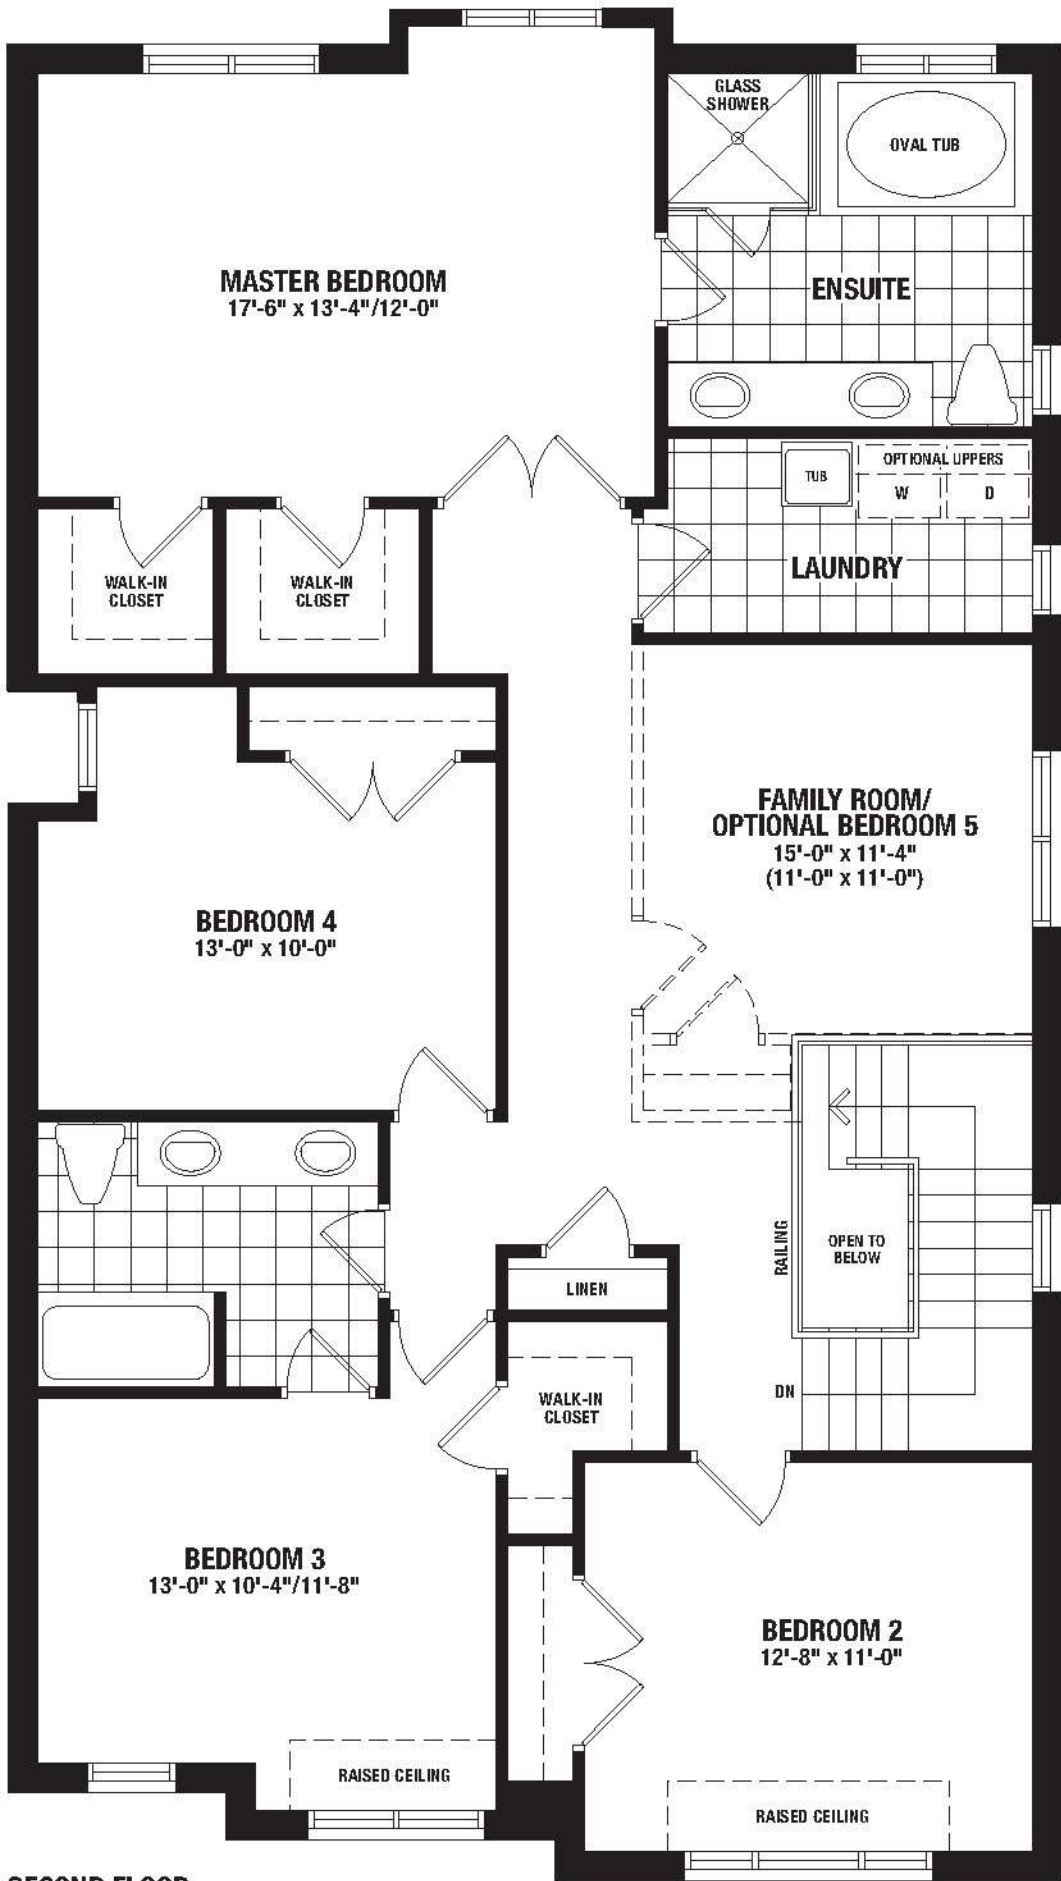 GLASS
SHOWER
OVAL TUB
MASTER BEDROOM
17'-6" x 13'-4"/12'-0"
ENSUITE
OPTIONAL UPPERS
TUB
W
D
LAUNDRY
WALK-IN
CLOSET
WALK-IN
CLOSET
FAMILY ROOM/
OPTIONAL BEDROOM 5
15'-0" x 11'-4"
(11'-0" x 11'-0")
BEDROOM 4
13'-0" x 10'-0"
RAILING
OPEN TO
BELOW
LINEN
DN
WALK-IN
CLOSET
BEDROOM 3
13'-0" x 10'-4"/11'-8"
BEDROOM 2
12'-8" x 11'-0"
RAISED CEILING
RAISED CEILING
SECOND FLOOR